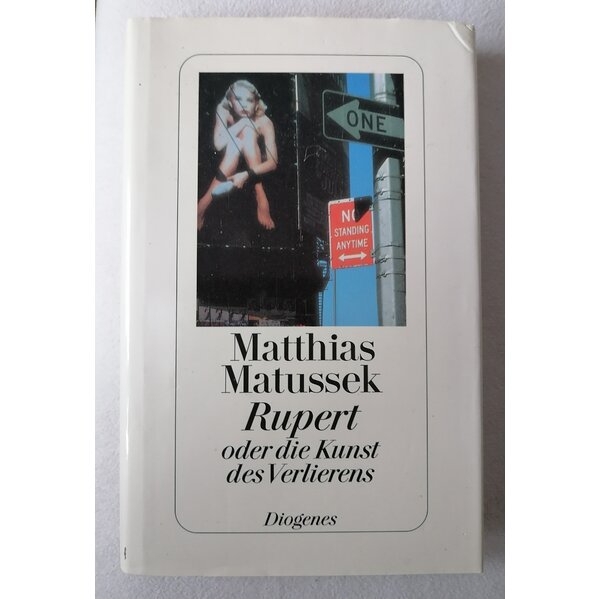 ONE
NO
STANDING
ANYTIME
Matthias
Matussek
Rupert
oder die Kunst
des Verlierens
Diogenes